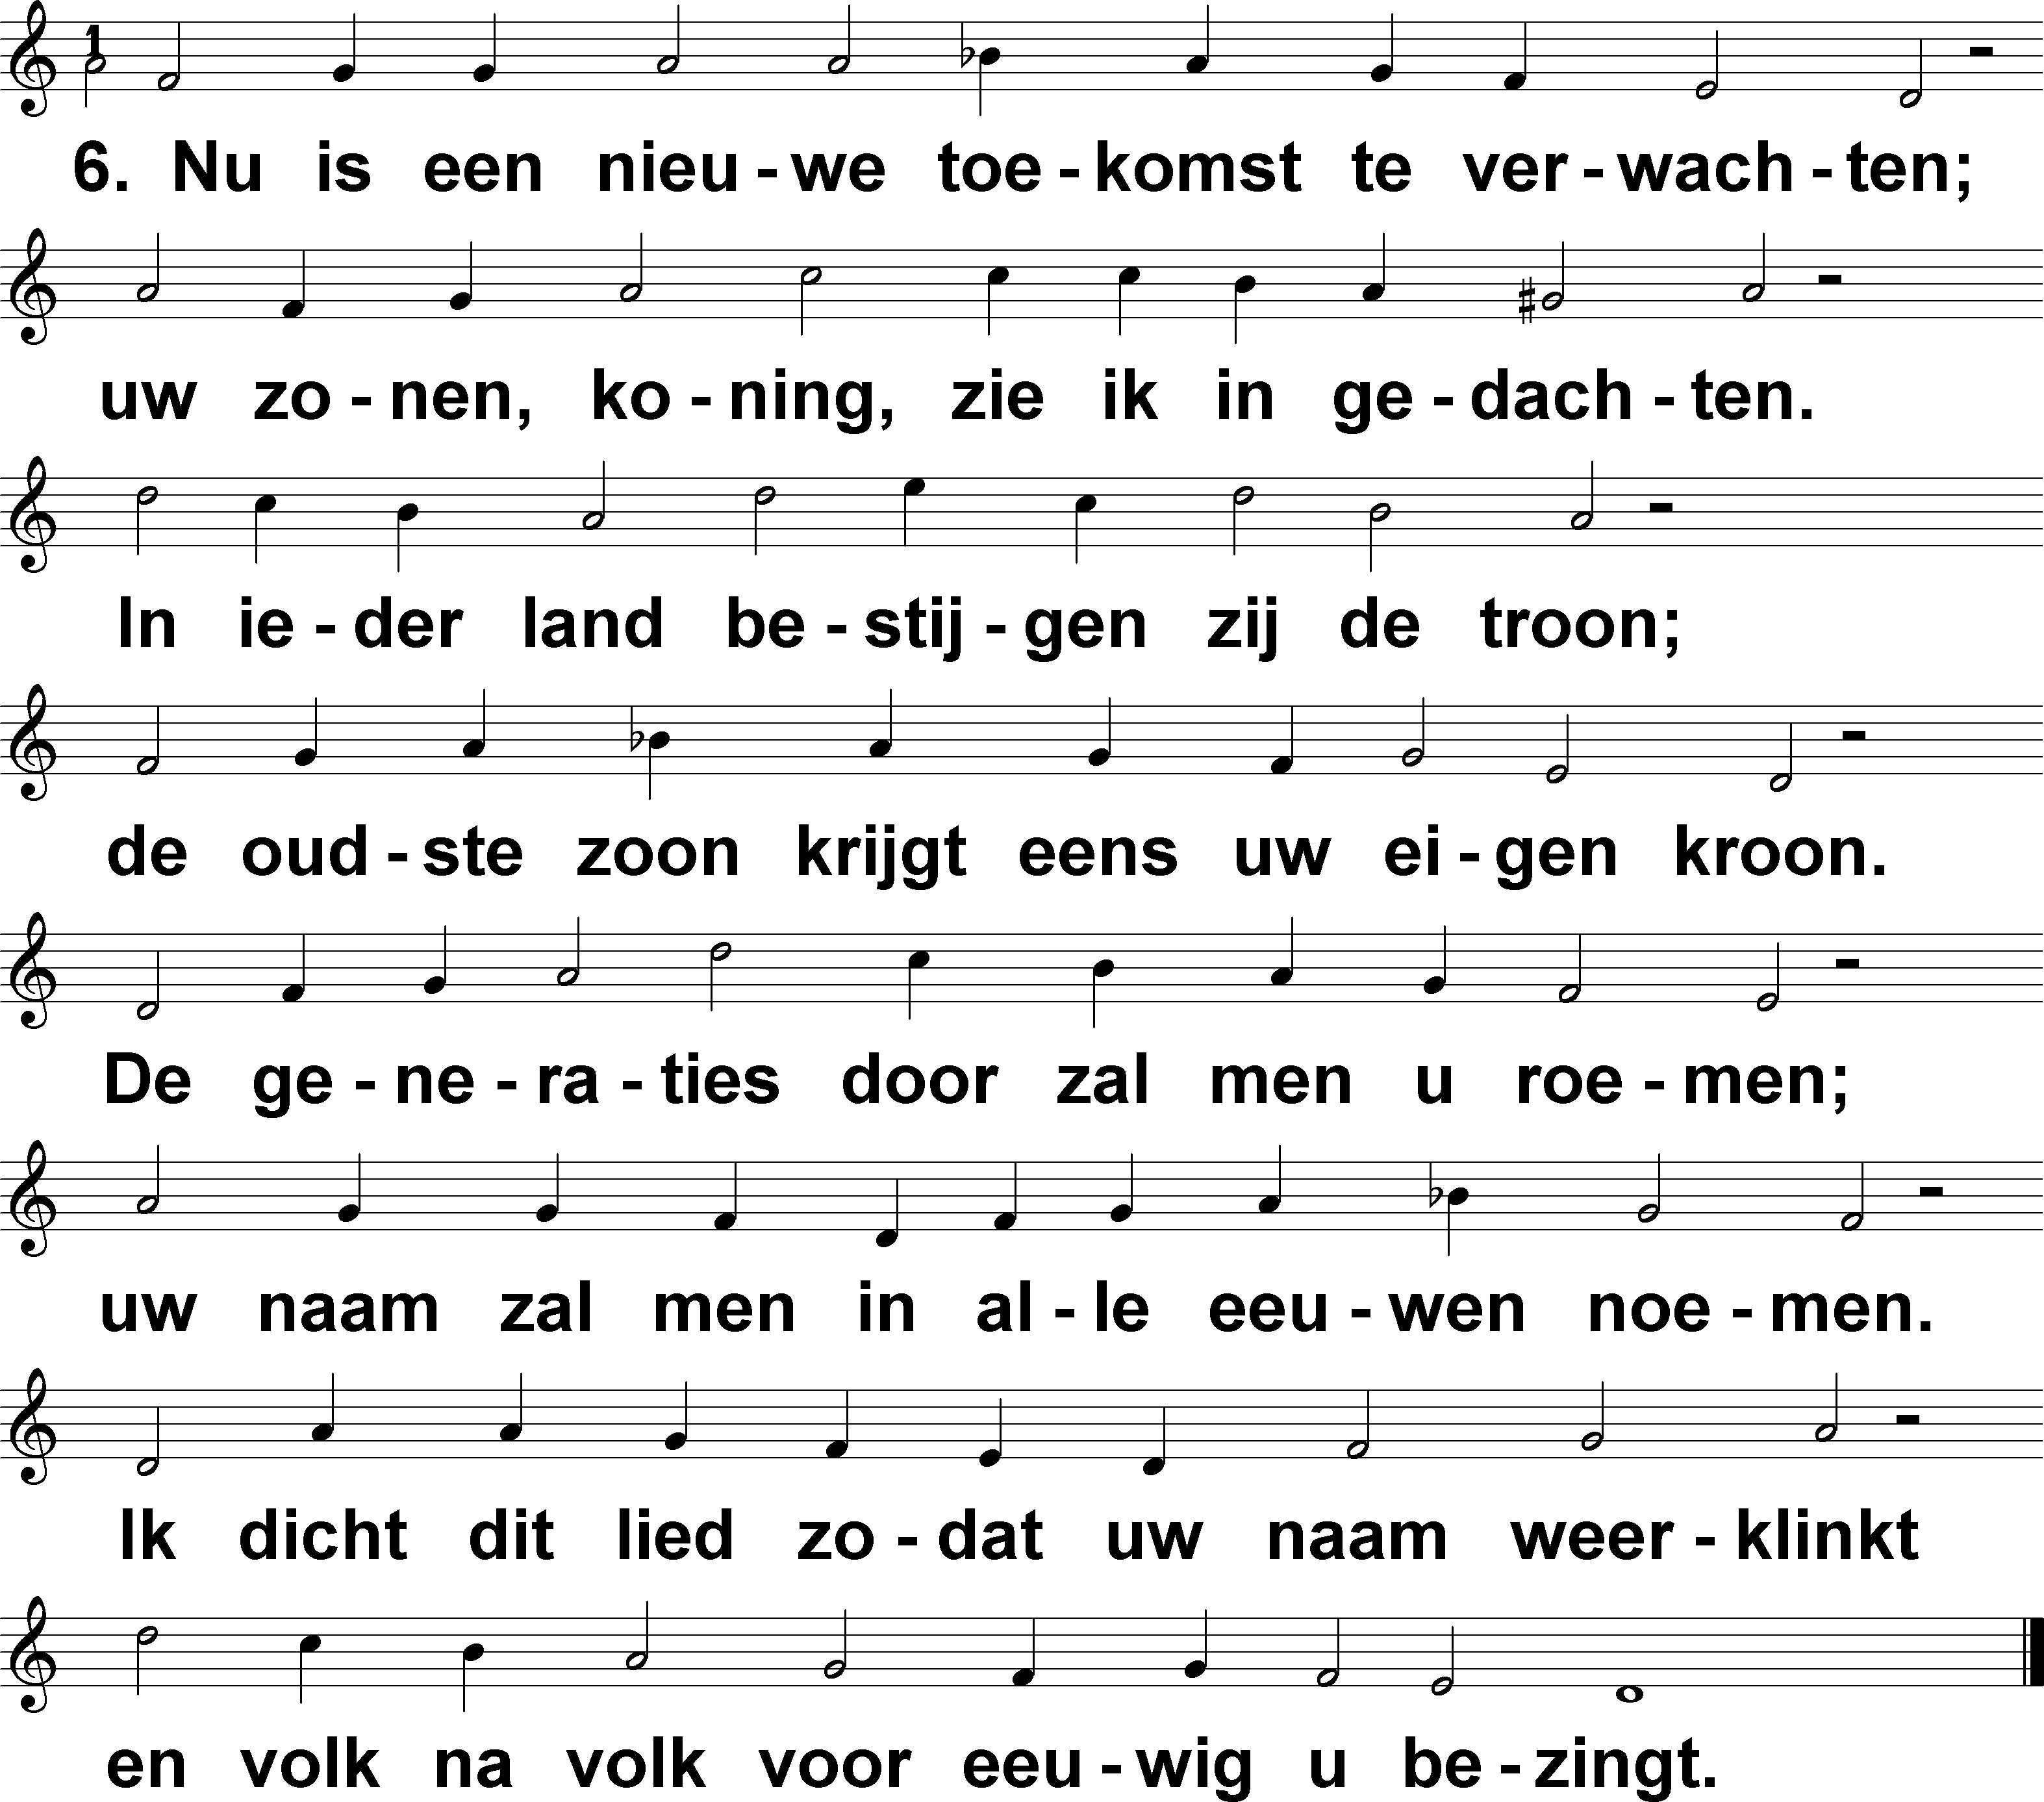 1
6. Nu is een nieu-we toe-komst te ver-wach-ten;
uw zo-nen, ko-ning, zie ik in ge-dach-ten.
In ie-der land be-stij-gen zij de troon;
de oud-ste zoon krijgt eens uw ei-gen kroon.
De ge-ne-ra-ties door zal men u roe-men;
uw naam zal men in al-le eeu-wen noe-men.
Ik dicht dit lied zo-dat uw naam weer-klinkt
en volk na volk voor eeu-wig u be-zingt.